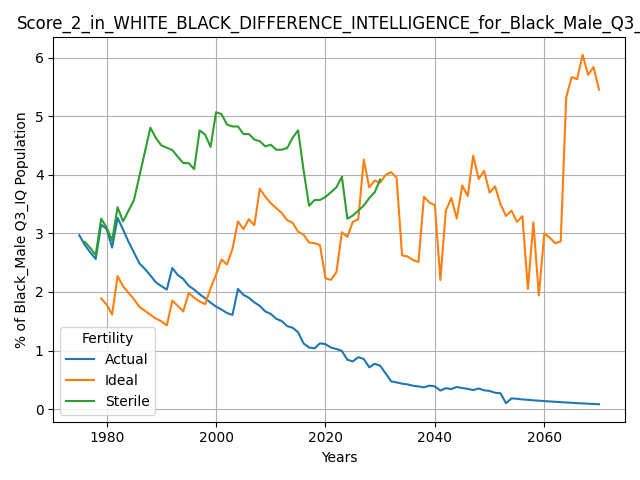 Score_2_in_WHITE_BLACK_DIFFERENCE_INTELLIGENCE_for_Black_Male_Q3_
% of Black_Male Q3_IQ Population
6
5
4
3
2
1
0
Fertility
Actual
Ideal
Sterile
1980 2000 2020 2040 2060
Years